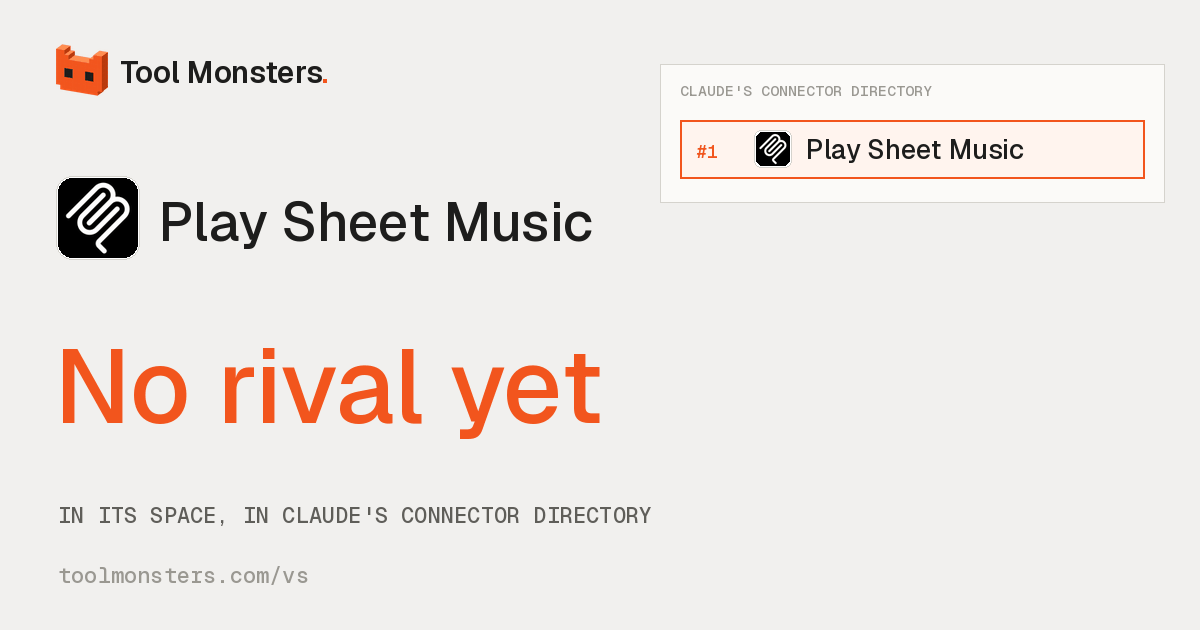 Tool Monsters.
Play Sheet Music
No rival yet
IN ITS SPACE, IN CLAUDE'S CONNECTOR DIRECTORY
toolmonsters.com/vs
CLAUDE'S CONNECTOR DIRECTORY
#1 Play Sheet Music